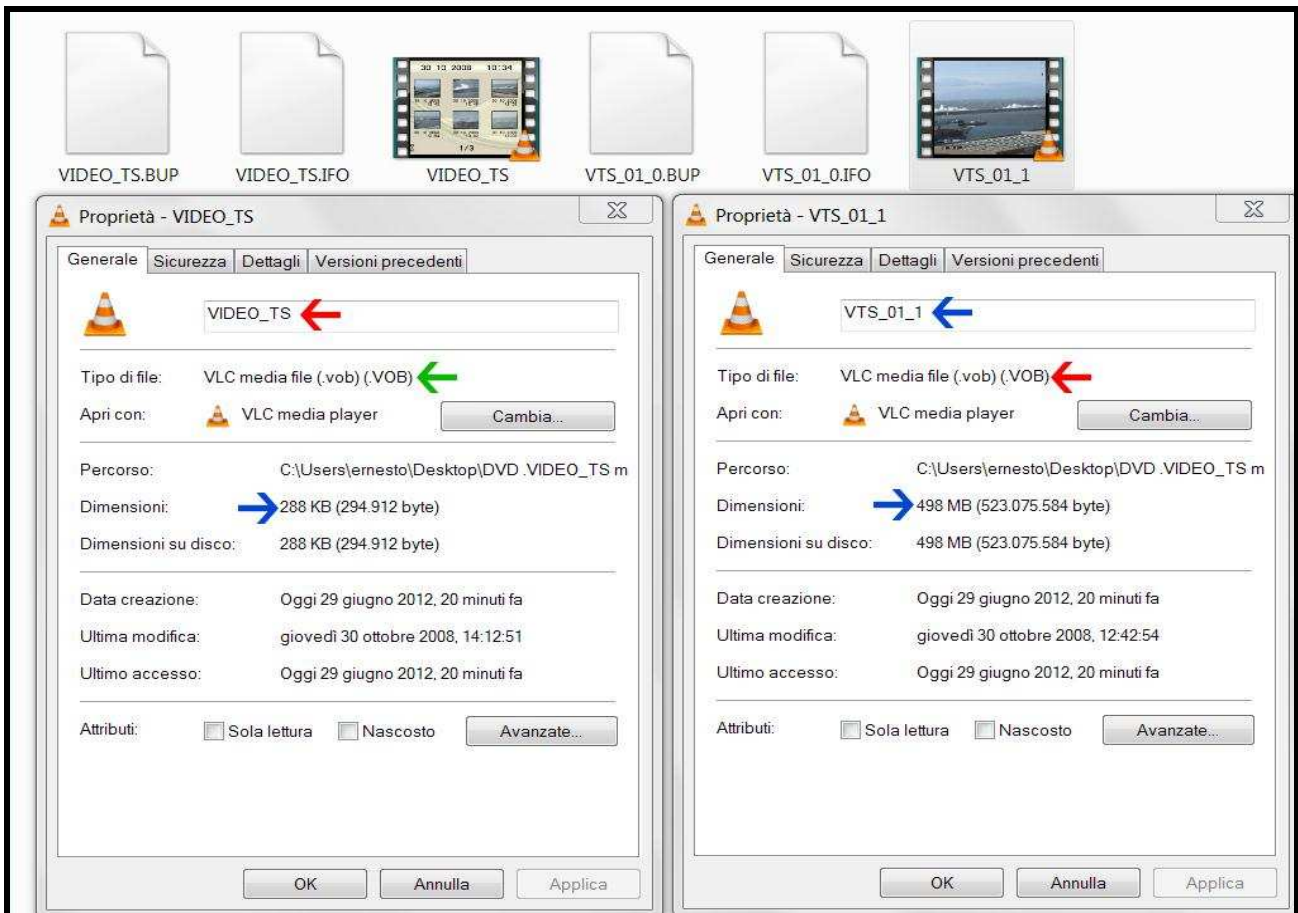 30 10 2008 10:34
1/3
VIDEO_TS.BUP VIDEO_TS.IFO VIDEO_TS VTS_01_0.BUP VTS_01_0.IFO VTS_01_1
Proprietà - VIDEO_TS
Generale Sicurezza Dettagli Versioni precedenti
VIDEO_TS
Tipo di file: VLC media file (.vob) (.VOB)
Apri con: VLC media player Cambia...
Percorso: C:\Users\ernesto\Desktop\DVD .VIDEO_TS m
Dimensioni: 288 KB (294.912 byte)
Dimensioni su disco: 288 KB (294.912 byte)
Data creazione: Oggi 29 giugno 2012, 20 minuti fa
Ultima modifica: giovedì 30 ottobre 2008, 14:12:51
Ultimo accesso: Oggi 29 giugno 2012, 20 minuti fa
Attributi: Sola lettura Nascosto Avanzate...
OK Annulla Applica
Proprietà - VTS_01_1
Generale Sicurezza Dettagli Versioni precedenti
VTS_01_1
Tipo di file: VLC media file (.vob) (.VOB)
Apri con: VLC media player Cambia...
Percorso: C:\Users\ernesto\Desktop\DVD .VIDEO_TS m
Dimensioni: 498 MB (523.075.584 byte)
Dimensioni su disco: 498 MB (523.075.584 byte)
Data creazione: Oggi 29 giugno 2012, 20 minuti fa
Ultima modifica: giovedì 30 ottobre 2008, 12:42:54
Ultimo accesso: Oggi 29 giugno 2012, 20 minuti fa
Attributi: Sola lettura Nascosto Avanzate...
OK Annulla Applica